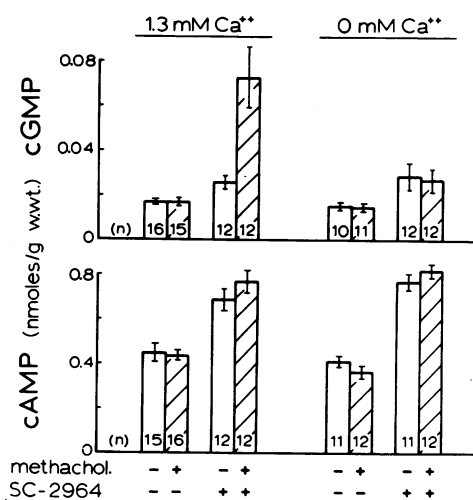 1.3 mM Ca++ 0 mM Ca++
cGMP
0.08
0.04
0
(n) 16 15 12 12 10 11 12 12
cAMP (nmoles/g w.wt.)
0.8
0.4
0
(n) 15 16 12 12 11 12 11 12
methachol. - + - + - + - +
SC-2964 - - + + - - + +